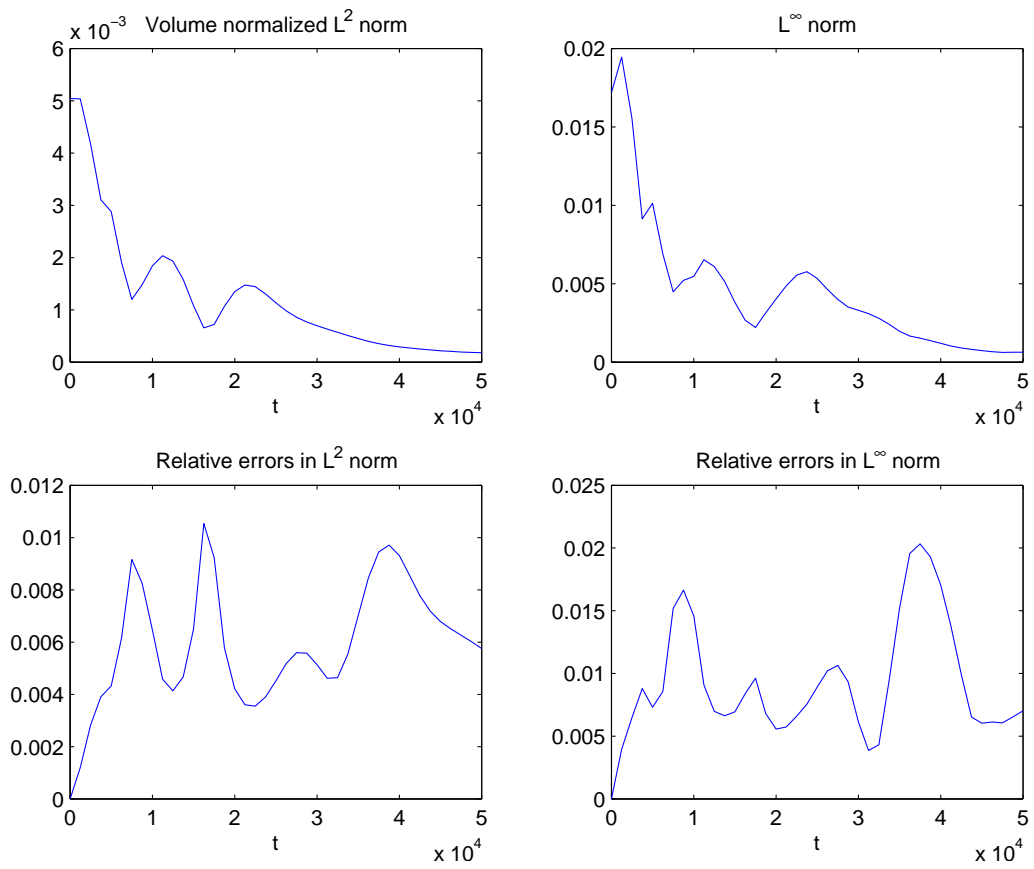 x 10^−3 Volume normalized L^2 norm
6
5
4
3
2
1
0
0 1 2 3 4 5
t
x 10^4
L^∞ norm
0.02
0.015
0.01
0.005
0
0 1 2 3 4 5
t
x 10^4
Relative errors in L^2 norm
0.012
0.01
0.008
0.006
0.004
0.002
0
0 1 2 3 4 5
t
x 10^4
Relative errors in L^∞ norm
0.025
0.02
0.015
0.01
0.005
0
0 1 2 3 4 5
t
x 10^4